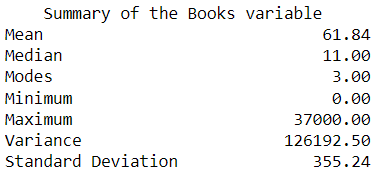 Summary of the Books variable
Mean 61.84
Median 11.00
Modes 3.00
Minimum 0.00
Maximum 37000.00
Variance 126192.50
Standard Deviation 355.24